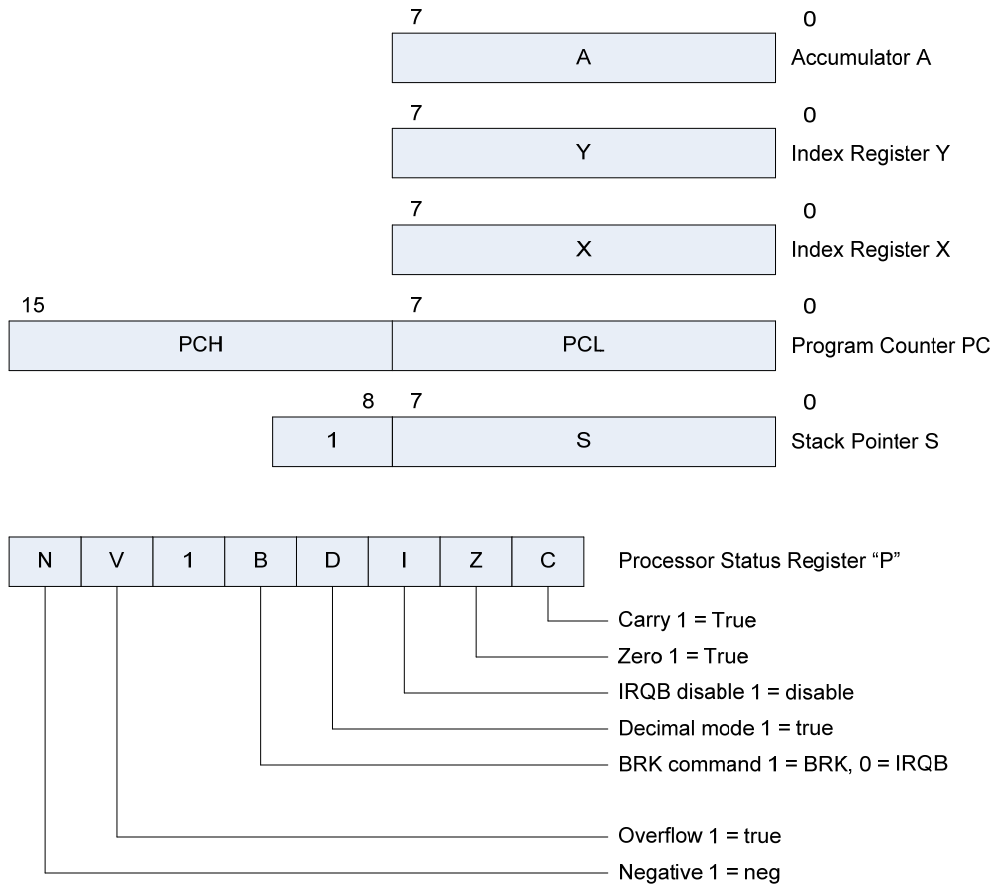 7 0
A Accumulator A
7 0
Y Index Register Y
7 0
X Index Register X
15 7 0
PCH PCL Program Counter PC
8 7 0
1 S Stack Pointer S
N V 1 B D I Z C Processor Status Register “P”
Carry 1 = True
Zero 1 = True
IRQB disable 1 = disable
Decimal mode 1 = true
BRK command 1 = BRK, 0 = IRQB
Overflow 1 = true
Negative 1 = neg